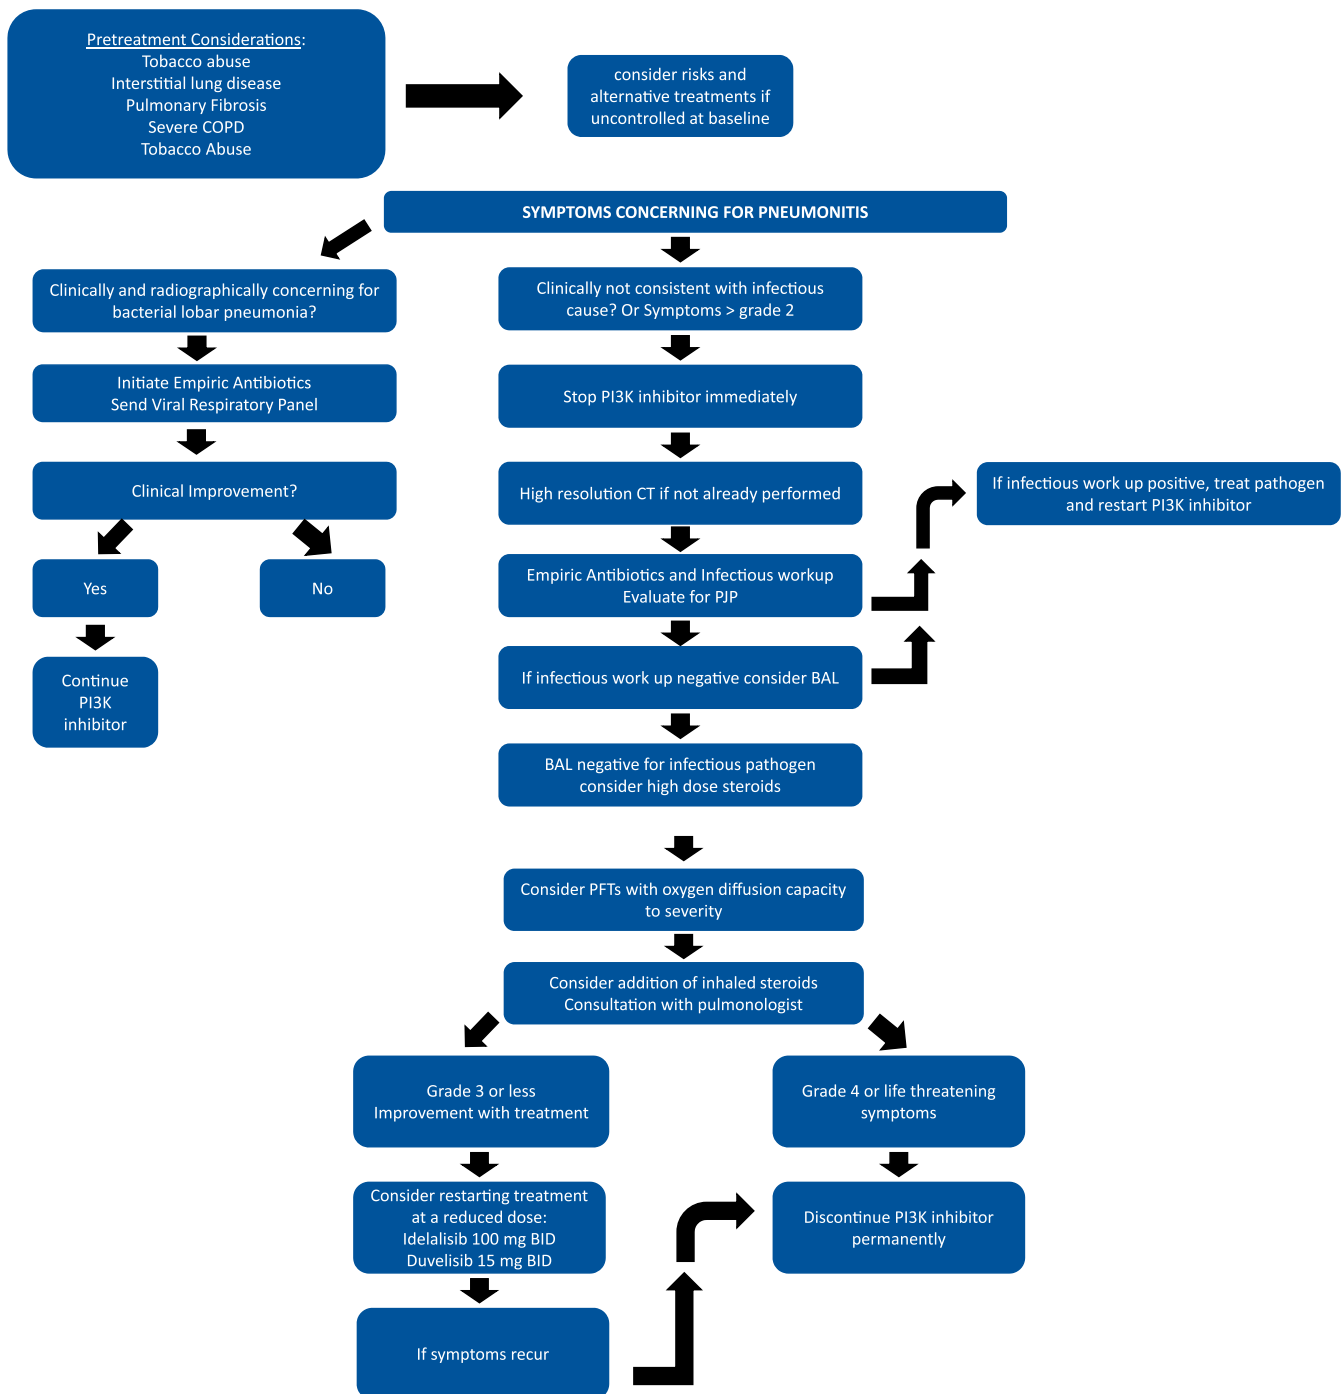 Pretreatment Considerations:
Tobacco abuse
Interstitial lung disease
Pulmonary Fibrosis
Severe COPD
Tobacco Abuse
consider risks and
alternative treatments if
uncontrolled at baseline
SYMPTOMS CONCERNING FOR PNEUMONITIS
Clinically and radiographically concerning for
bacterial lobar pneumonia?
Initiate Empiric Antibiotics
Send Viral Respiratory Panel
Clinical Improvement?
Yes
No
Continue
PI3K
inhibitor
Clinically not consistent with infectious
cause? Or Symptoms > grade 2
Stop PI3K inhibitor immediately
High resolution CT if not already performed
Empiric Antibiotics and Infectious workup
Evaluate for PJP
If infectious work up positive, treat pathogen
and restart PI3K inhibitor
If infectious work up negative consider BAL
BAL negative for infectious pathogen
consider high dose steroids
Consider PFTs with oxygen diffusion capacity
to severity
Consider addition of inhaled steroids
Consultation with pulmonologist
Grade 3 or less
Improvement with treatment
Consider restarting treatment
at a reduced dose:
Idelalisib 100 mg BID
Duvelisib 15 mg BID
If symptoms recur
Grade 4 or life threatening
symptoms
Discontinue PI3K inhibitor
permanently